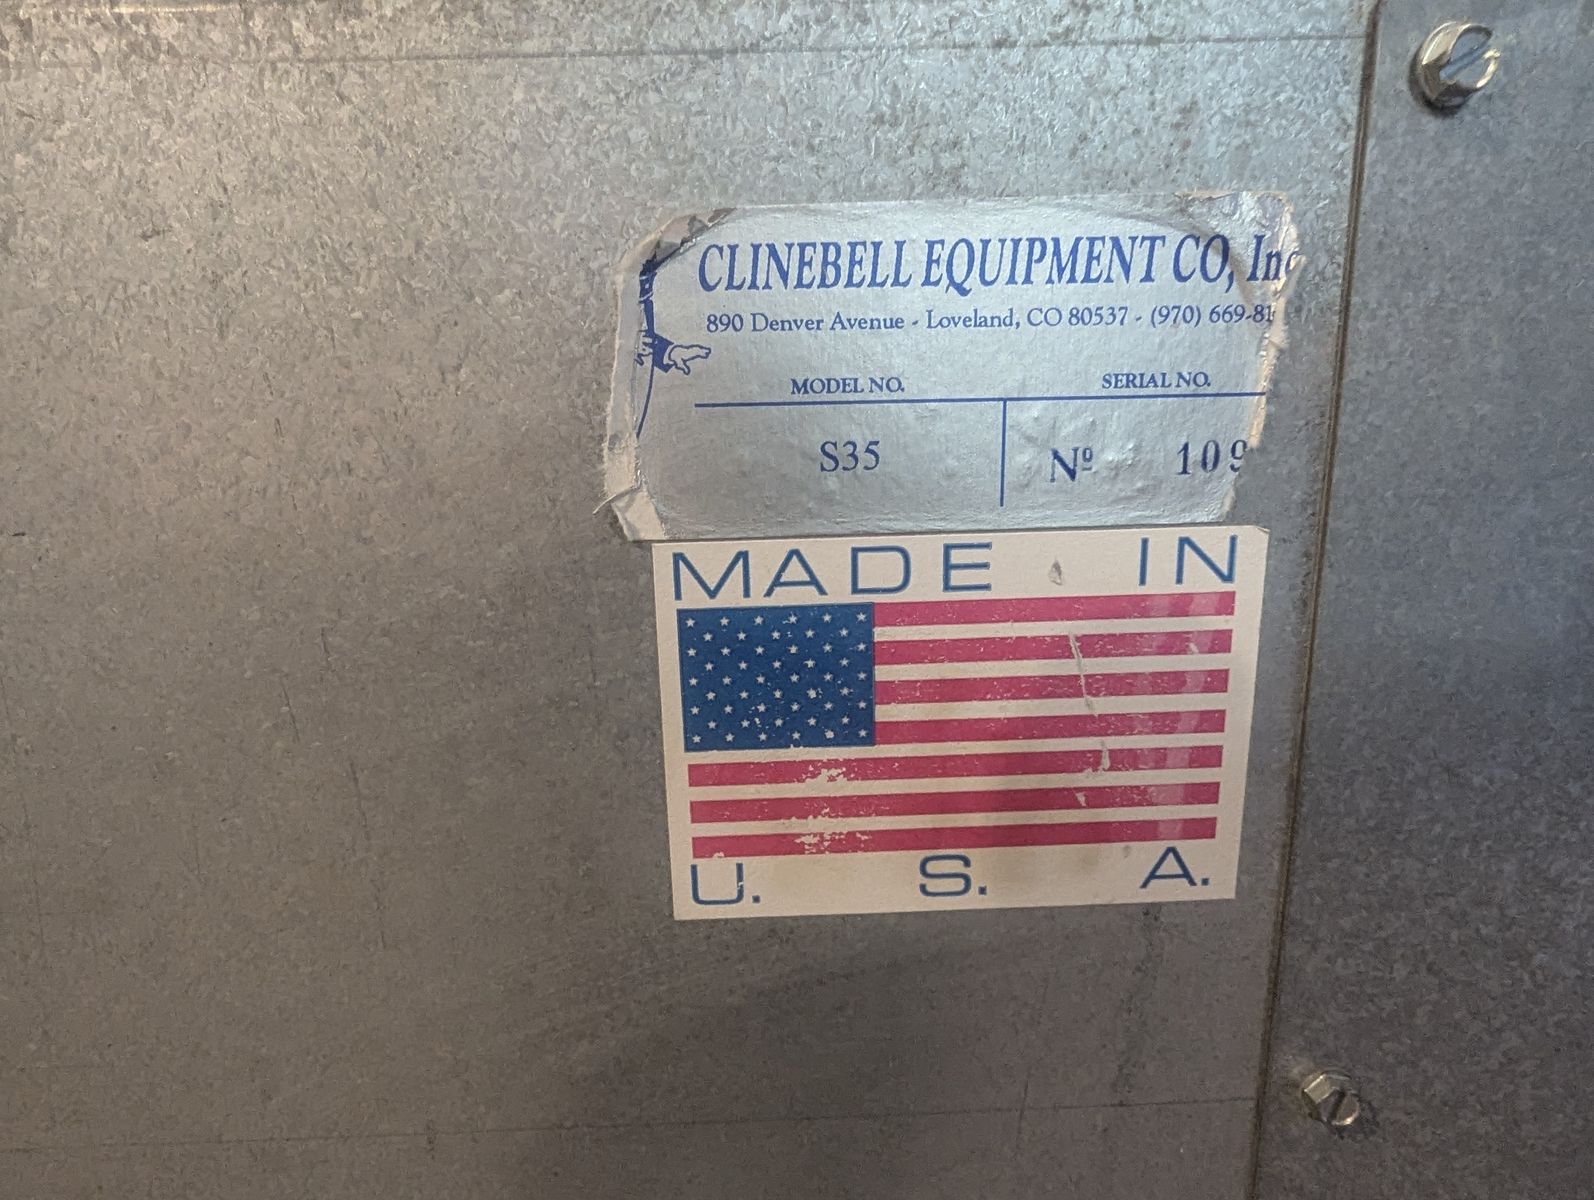 CLINEBELL EQUIPMENT CO, Inc
890 Denver Avenue - Loveland, CO 80537 - (970) 669-81
MODEL NO. SERIAL NO.
S35 Nº 109
MADE IN
U. S. A.